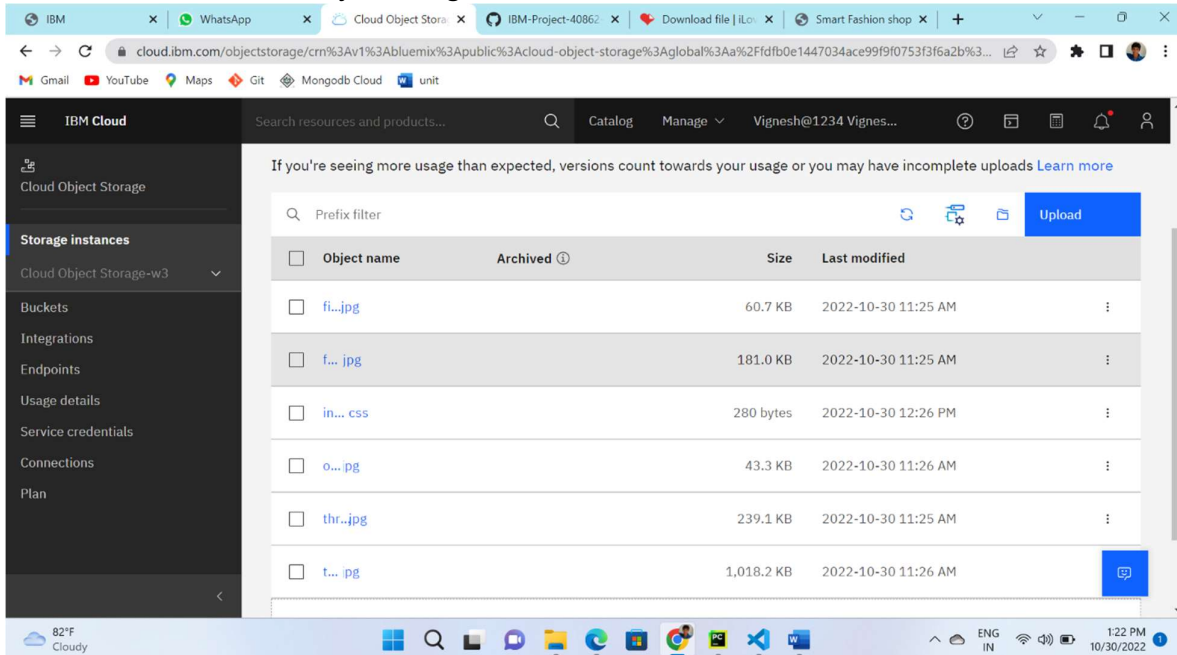 IBM
WhatsApp
Cloud Object Stora
IBM-Project-40862
Download file | iLov
Smart Fashion shop
cloud.ibm.com/objectstorage/crn%3Av1%3Abluemix%3Apublic%3Acloud-object-storage%3Aglobal%3Aa%2Ffdfb0e1447034ace99f9f0753f3f6a2b%3...
Gmail YouTube Maps Git Mongodb Cloud unit
IBM Cloud
Search resources and products...
Catalog Manage Vignesh@1234 Vignes...
Cloud Object Storage
Storage instances
Cloud Object Storage-w3
Buckets
Integrations
Endpoints
Usage details
Service credentials
Connections
Plan
If you're seeing more usage than expected, versions count towards your usage or you may have incomplete uploads Learn more
Prefix filter
Upload
Object name Archived Size Last modified
fi...jpg 60.7 KB 2022-10-30 11:25 AM
f... jpg 181.0 KB 2022-10-30 11:25 AM
in... css 280 bytes 2022-10-30 12:26 PM
o... jpg 43.3 KB 2022-10-30 11:26 AM
thr..jpg 239.1 KB 2022-10-30 11:25 AM
t... jpg 1,018.2 KB 2022-10-30 11:26 AM
82°F
Cloudy
ENG
IN
1:22 PM
10/30/2022
1